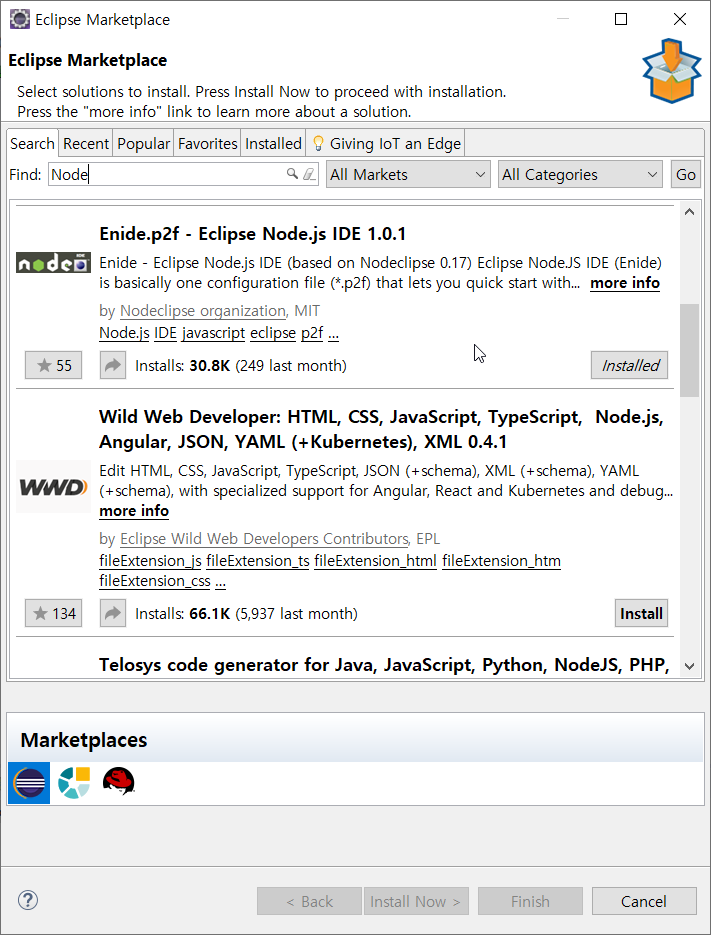 Eclipse Marketplace
Eclipse Marketplace
Select solutions to install. Press Install Now to proceed with installation.
Press the "more info" link to learn more about a solution.
Search Recent Popular Favorites Installed Giving IoT an Edge
Find: Node All Markets All Categories Go
Enide.p2f - Eclipse Node.js IDE 1.0.1
node
Enide - Eclipse Node.js IDE (based on Nodeclipse 0.17) Eclipse NodeJS IDE (Enide)
is basically one configuration file (*.p2f) that lets you quick start with... more info
by Nodeclipse organization, MIT
Node.js IDE javascript eclipse p2f ...
55 Installs: 30.8K (249 last month) Installed
Wild Web Developer: HTML, CSS, JavaScript, TypeScript, Node.js,
Angular, JSON, YAML (+Kubernetes), XML 0.4.1
WWD
Edit HTML, CSS, JavaScript, TypeScript, JSON (+schema), XML (+schema), YAML
(+schema), with specialized support for Angular, React and Kubernetes and debug...
more info
by Eclipse Wild Web Developers Contributors, EPL
fileExtension_js fileExtension_ts fileExtension_html fileExtension_htm
fileExtension_css ...
134 Installs: 66.1K (5,937 last month) Install
Telosys code generator for Java, JavaScript, Python, NodeJS, PHP,
Marketplaces
? < Back Install Now > Finish Cancel